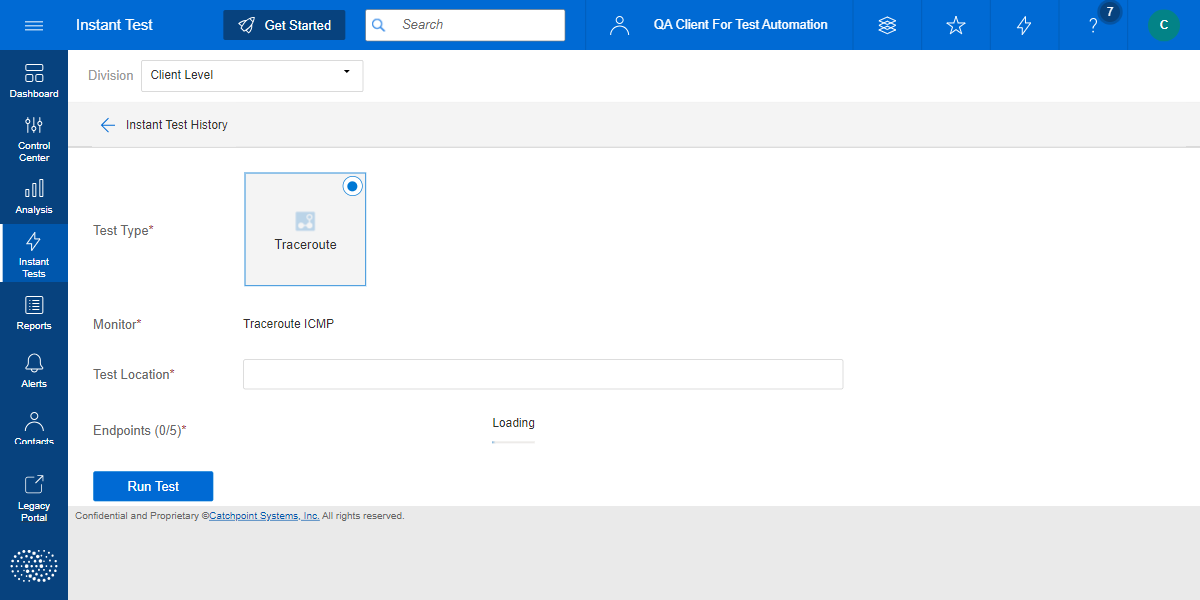 Instant Test
Get Started
Search
QA Client For Test Automation
?
7
C
Dashboard
Control
Center
Analysis
Instant
Tests
Reports
Alerts
Contacts
Legacy
Portal
Division
Client Level
Instant Test History
Test Type*
Traceroute
Monitor*
Traceroute ICMP
Test Location*
Endpoints (0/5)*
Loading
Run Test
Confidential and Proprietary ©Catchpoint Systems, Inc. All rights reserved.